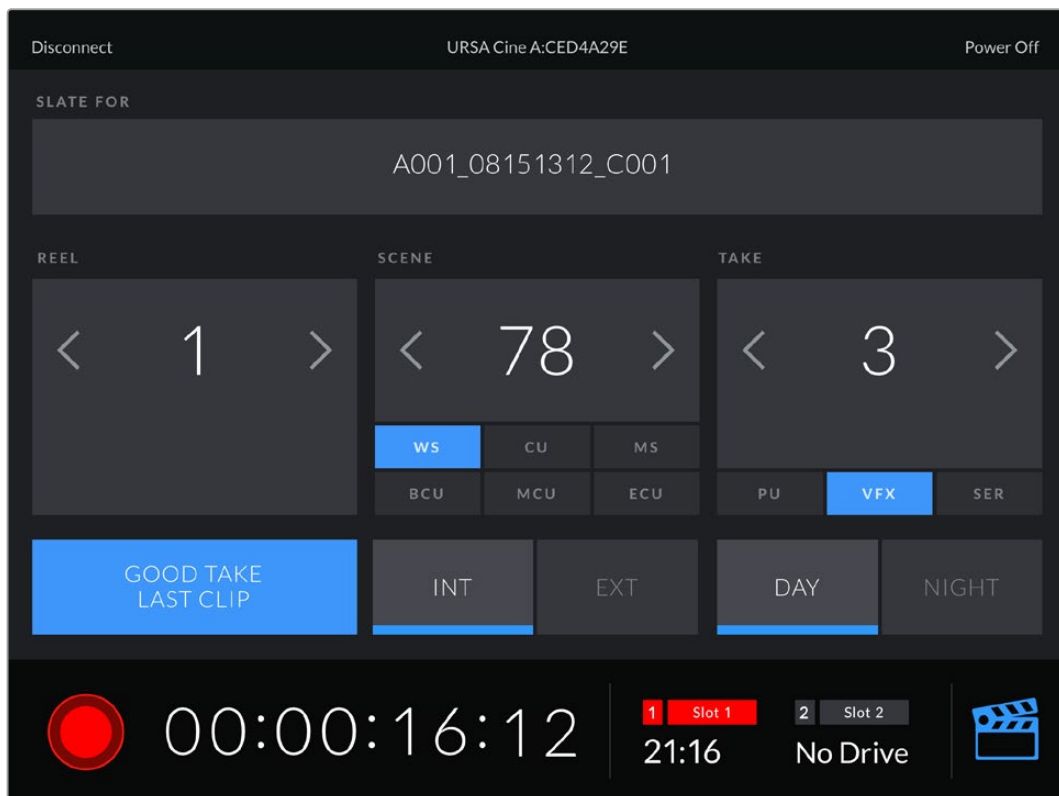 Disconnect
URSA Cine A:CED4A29E
Power Off
SLATE FOR
A001_08151312_C001
REEL
SCENE
TAKE
1
78
3
WS
CU
MS
BCU
MCU
ECU
PU
VFX
SER
GOOD TAKE
LAST CLIP
INT
EXT
DAY
NIGHT
00:00:16:12
1
Slot 1
21:16
2
Slot 2
No Drive